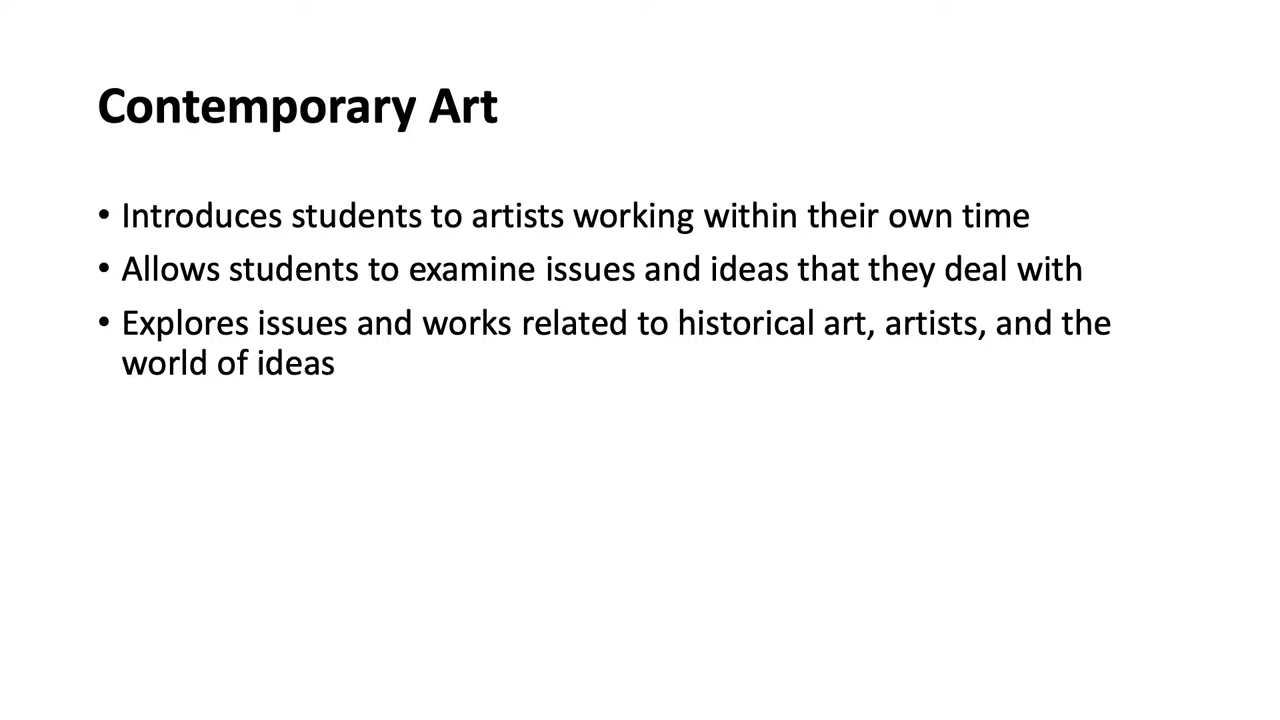 Contemporary Art
• Introduces students to artists working within their own time
• Allows students to examine issues and ideas that they deal with
• Explores issues and works related to historical art, artists, and the
world of ideas